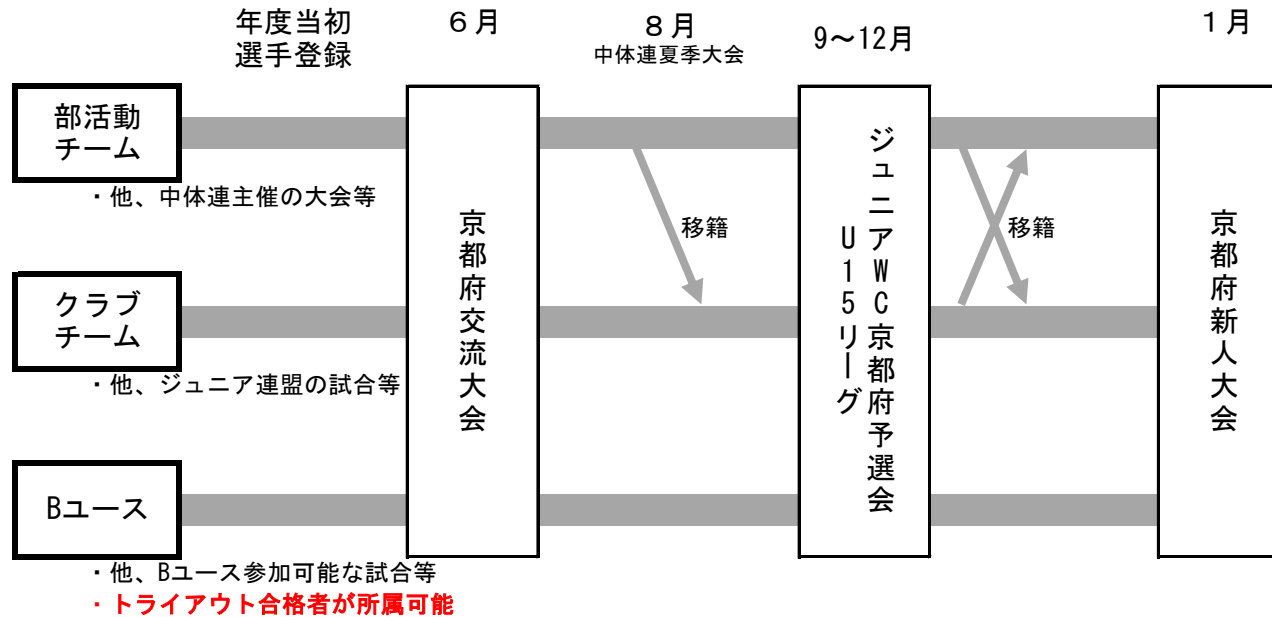 年度当初
選手登録
６月
８月
中体連夏季大会
9～12月
１月
部活動
チーム
・他、中体連主催の大会等
クラブ
チーム
・他、ジュニア連盟の試合等
Bユース
・他、Bユース参加可能な試合等
・トライアウト合格者が所属可能
京都府交流大会
移籍
ジュニアWC京都府予選会
U15リーグ
移籍
京都府新人大会